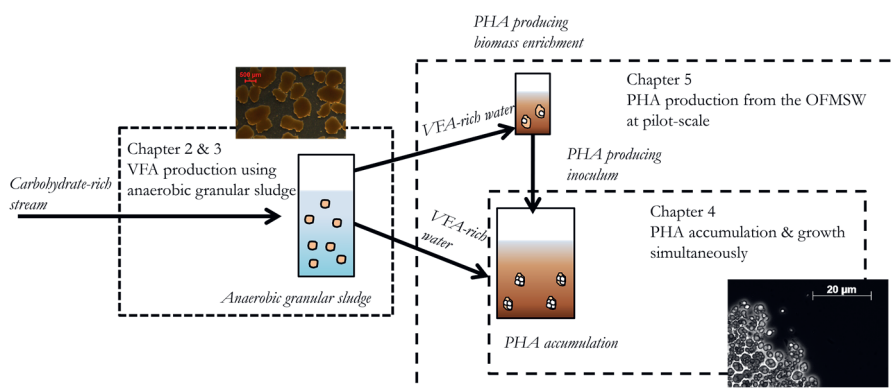 PHA producing
biomass enrichment
500 µm
Chapter 5
PHA production from the OFMSW
at pilot-scale
VFA-rich water
Chapter 2 & 3
VFA production using
anaerobic granular sludge
PHA producing
inoculum
Carbohydrate-rich
stream
Chapter 4
PHA accumulation & growth
simultaneously
VFA-rich
water
20 µm
Anaerobic granular sludge
PHA accumulation